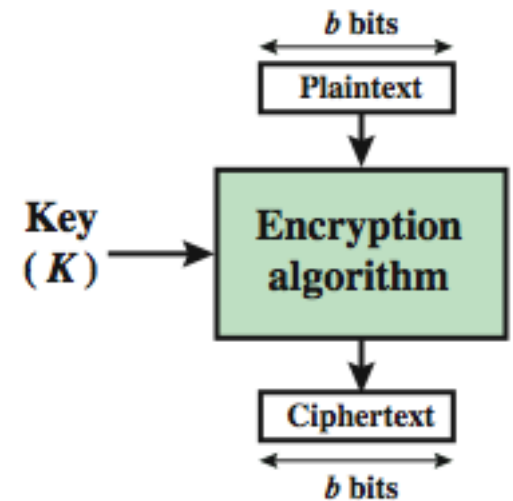 b bits
Plaintext
Key
(K)
Encryption
algorithm
Ciphertext
b bits